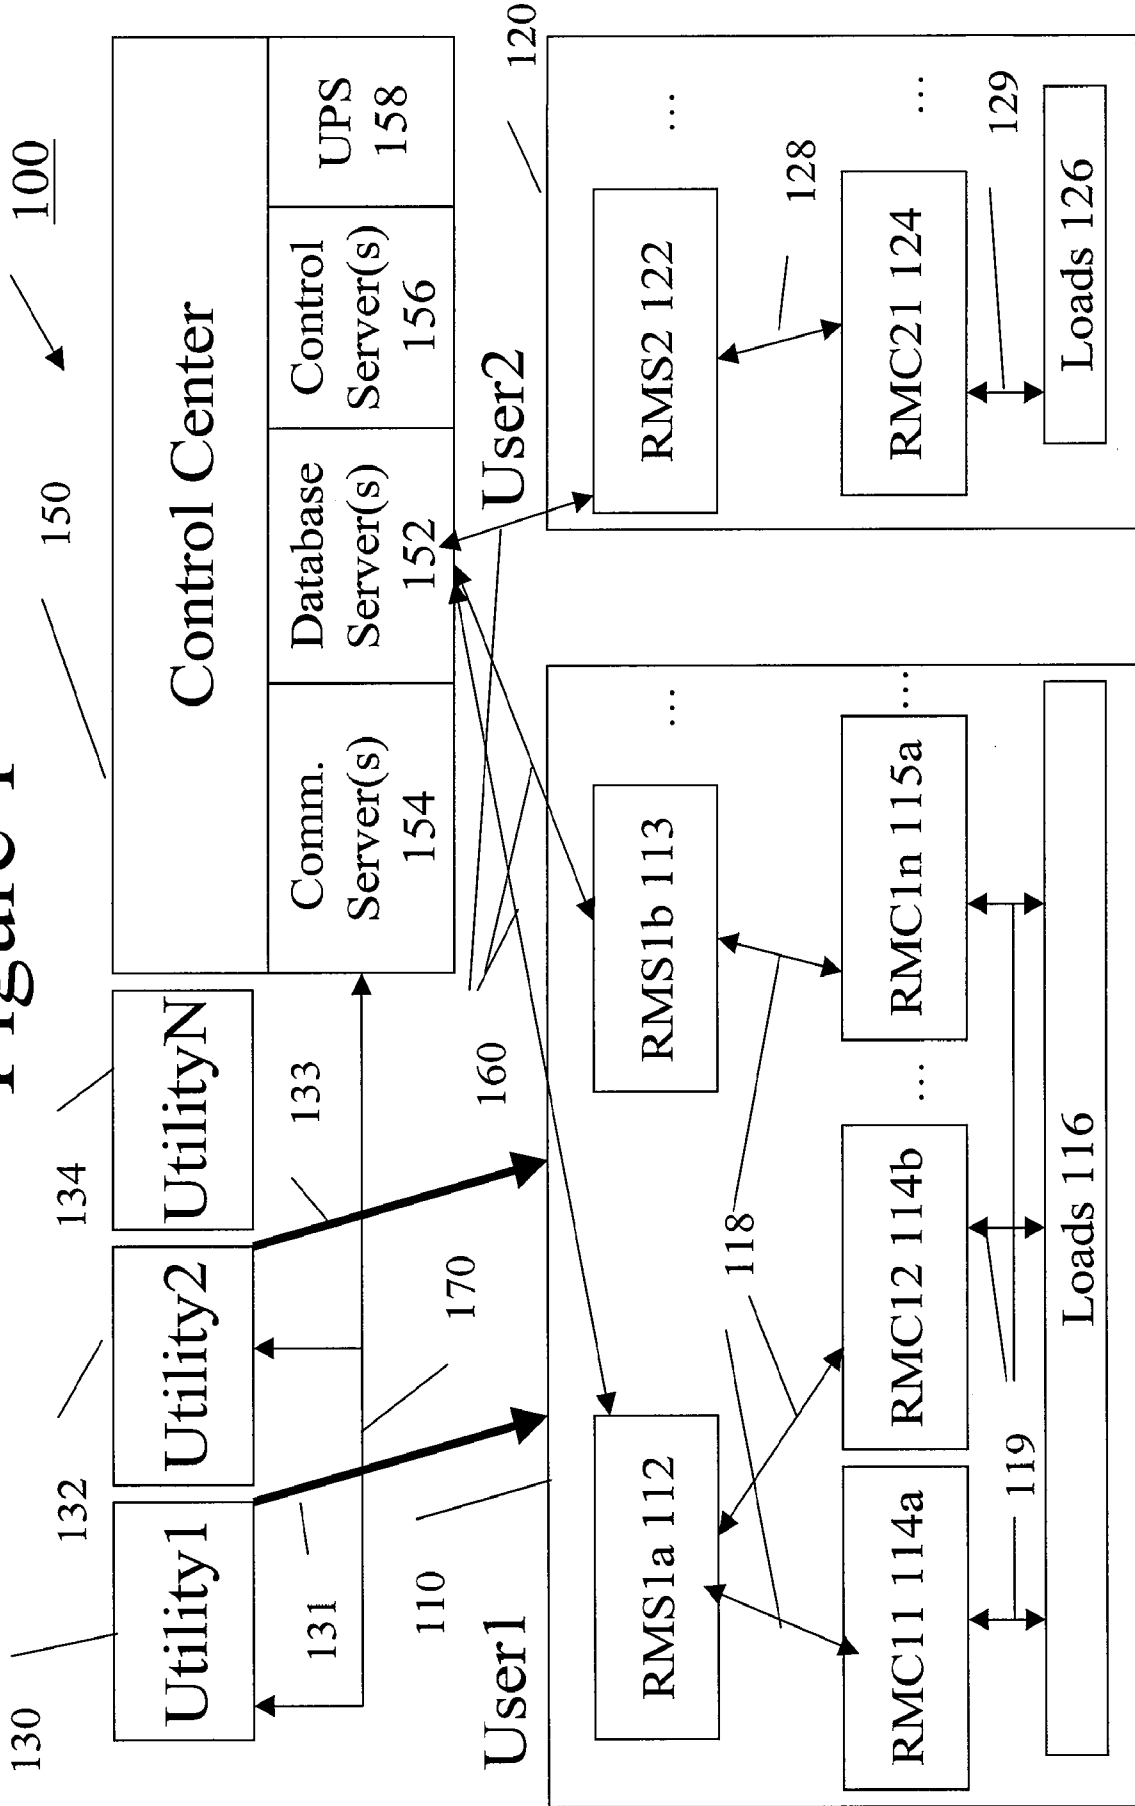 Figure 1
100
130
132
134
150
Utility1
Utility2
UtilityN
Control Center
Comm.
Server(s)
154
Database
Server(s)
152
Control
Server(s)
156
UPS
158
131
133
170
160
110
120
User1
User2
RMS1a 112
RMS1b 113
...
118
RMC11 114a
RMC12 114b
...
RMC1n 115a
...
119
Loads 116
RMS2 122
...
128
RMC21 124
...
129
Loads 126